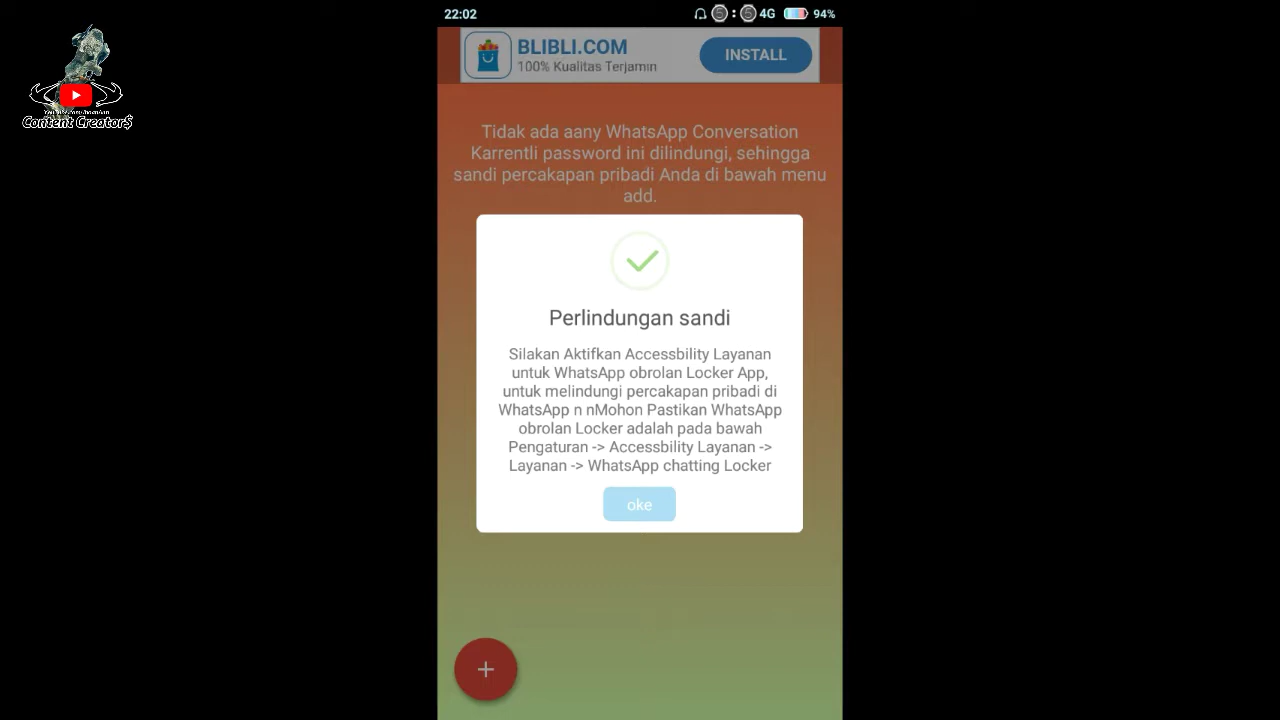 22:02
4G
94%
BLIBLI.COM
100% Kualitas Terjamin
INSTALL
Content Creator$
Tidak ada aany WhatsApp Conversation
Karrentli password ini dilindungi, sehingga
sandi percakapan pribadi Anda di bawah menu
add.
Perlindungan sandi
Silakan Aktifkan Accessbility Layanan
untuk WhatsApp obrolan Locker App,
untuk melindungi percakapan pribadi di
WhatsApp n nMohon Pastikan WhatsApp
obrolan Locker adalah pada bawah
Pengaturan -> Accessbility Layanan ->
Layanan -> WhatsApp chatting Locker
oke